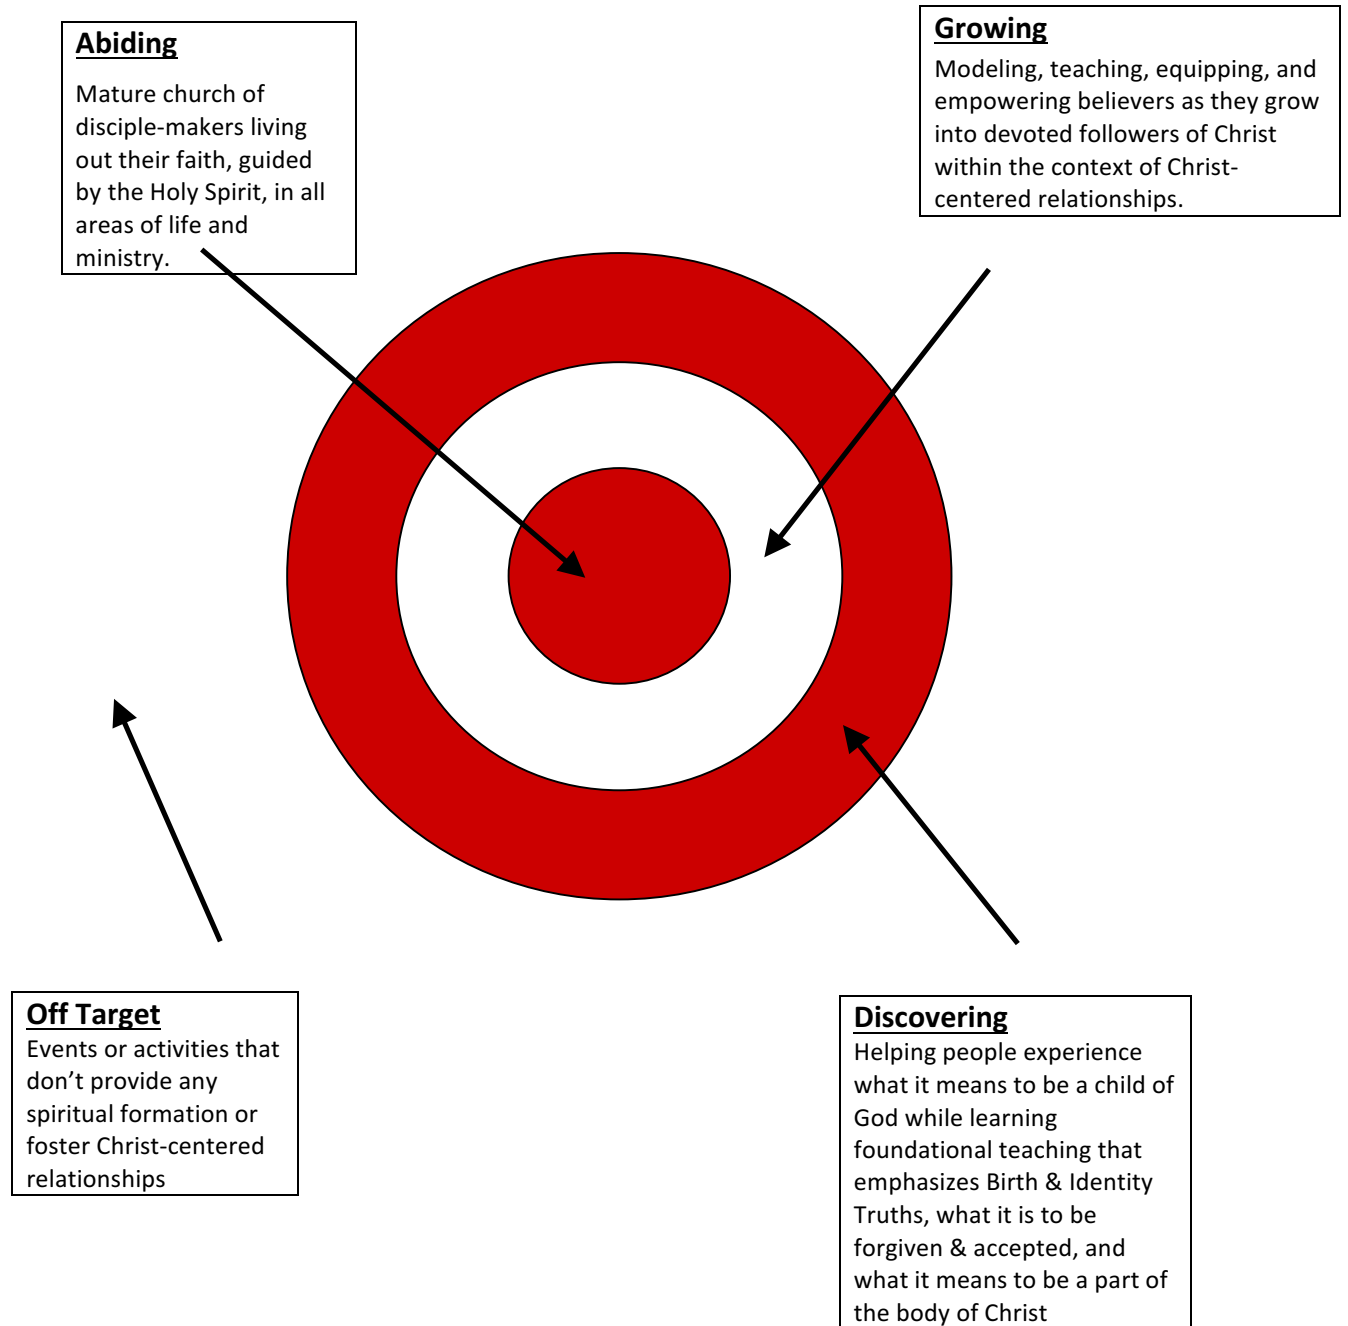 Abiding
Mature church of
disciple-makers living
out their faith, guided
by the Holy Spirit, in all
areas of life and
ministry.
Growing
Modeling, teaching, equipping, and
empowering believers as they grow
into devoted followers of Christ
within the context of Christ-
centered relationships.
Off Target
Events or activities that
don’t provide any
spiritual formation or
foster Christ-centered
relationships
Discovering
Helping people experience
what it means to be a child of
God while learning
foundational teaching that
emphasizes Birth & Identity
Truths, what it is to be
forgiven & accepted, and
what it means to be a part of
the body of Christ